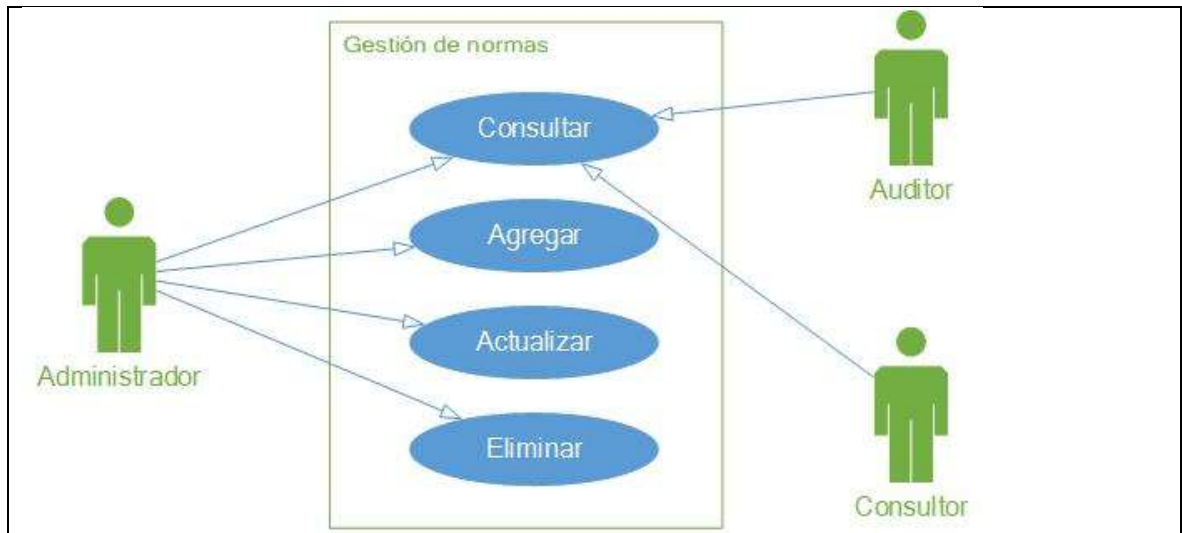 Gestión de normas
Consultar
Agregar
Actualizar
Eliminar
Administrador
Auditor
Consultor